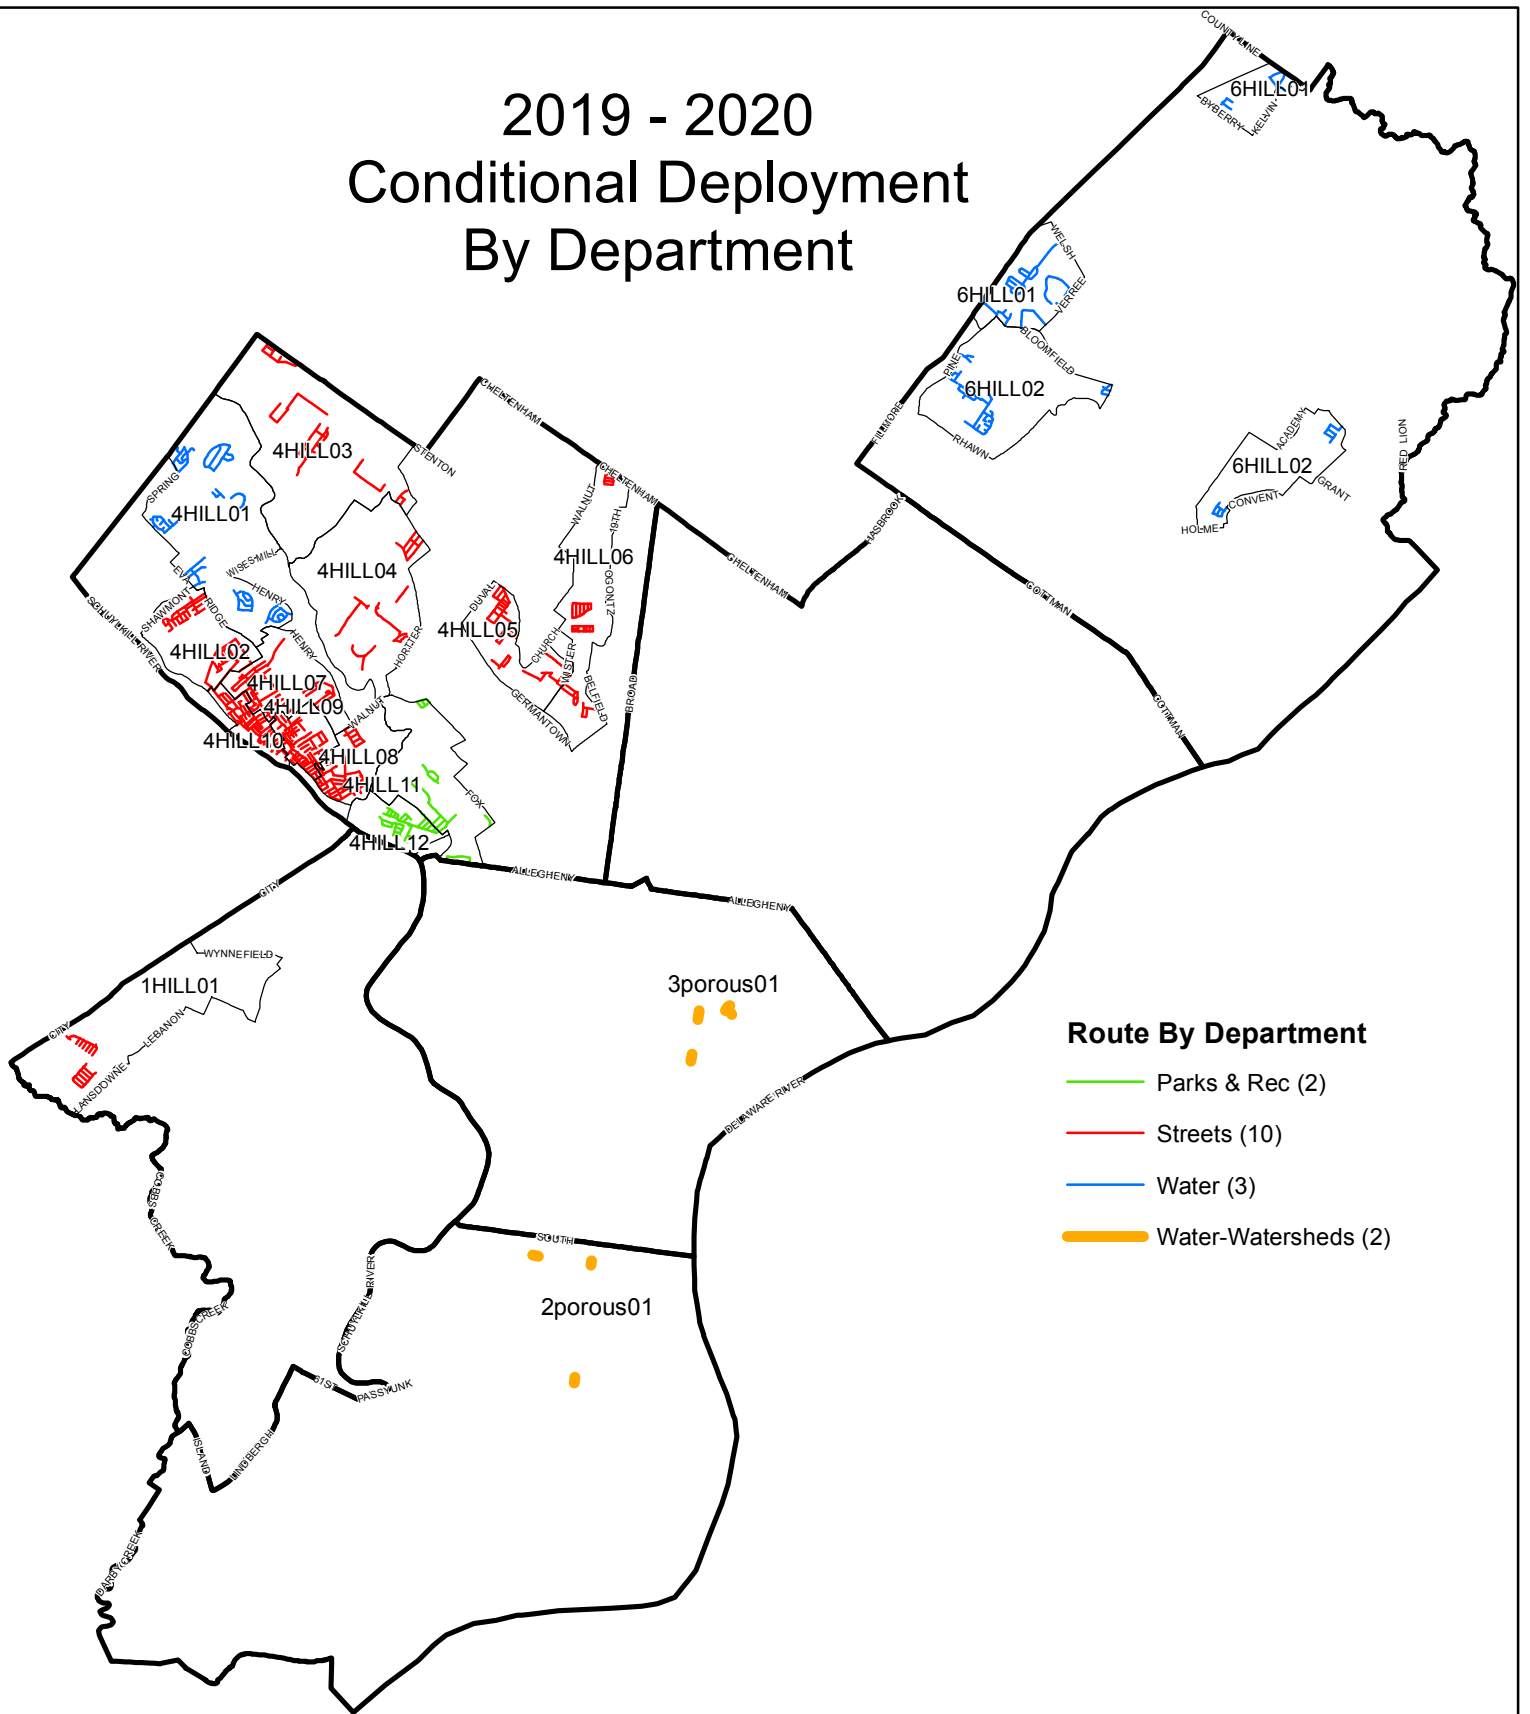 2019 - 2020
Conditional Deployment
By Department
COUNTY LINE
6HILL01
BYBERRY
KELVIN
WELSH
6HILL01
VERREE
BLOOMFIELD
PINE
6HILL02
FILLMORE
RHAWN
CHELTENHAM
STENTON
4HILL03
CHELTENHAM
ACADEMY
6HILL02
GRANT
RED LION
CONVENT
HOLME
SPRING
4HILL01
WALNUT
19TH
HASBROOK
4HILL06
CHELTENHAM
WISES MILL
4HILL04
EVA
HENRY
COTTMAN
SCHUYLKILL RIVER
SHAWMONT
RIDGE
DUVAL
OGONTZ
4HILL05
HENRY
HORTTER
CHURCH
WISTER
4HILL02
4HILL07
BELFIELD
BROAD
COTTMAN
4HILL09
WALNUT
GERMANTOWN
4HILL10
4HILL08
4HILL11
FOX
4HILL12
ALLEGHENY
CITY
ALLEGHENY
WYNNEFIELD
1HILL01
3porous01
CITY
LEBANON
LANSDOWNE
DELAWARE RIVER
Route By Department
Parks & Rec (2)
Streets (10)
Water (3)
Water-Watersheds (2)
COBBS CREEK
SOUTH
SCHUYLKILL RIVER
2porous01
COBBSCREEK
61ST
PASSYUNK
ISLAND
LINDBERGH
DARBYCREEK